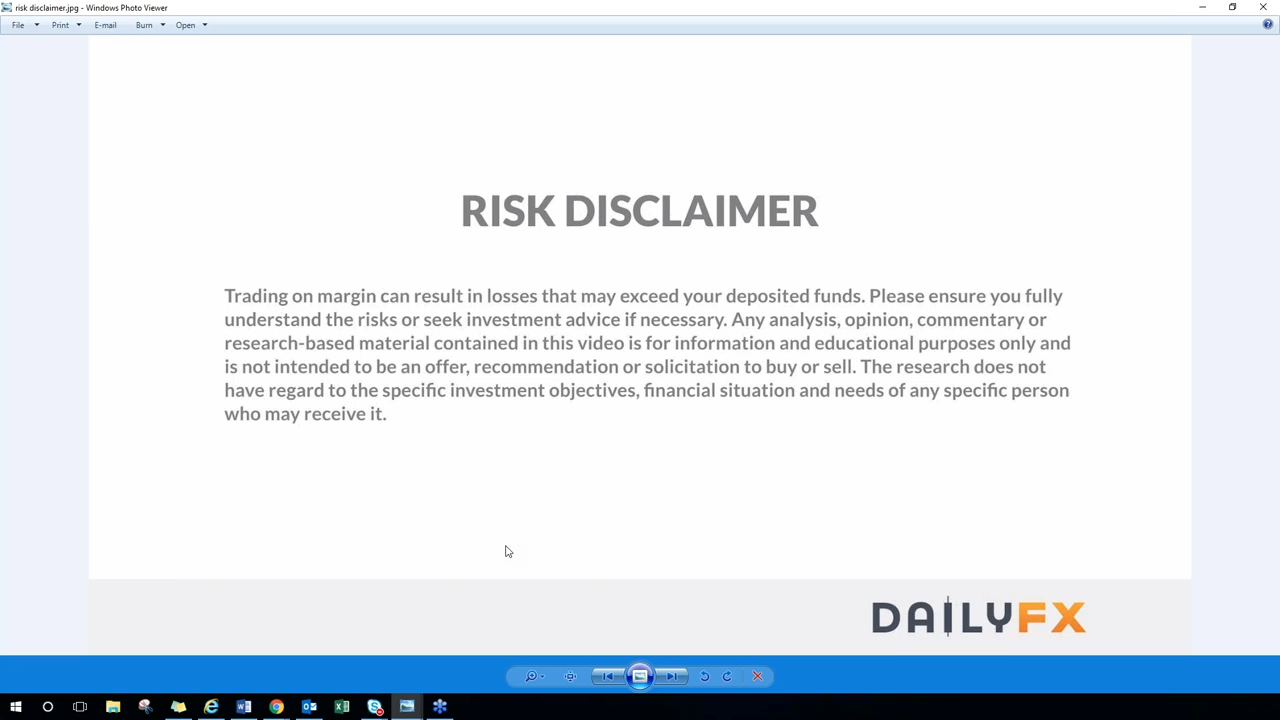 risk disclaimer.jpg - Windows Photo Viewer
File Print E-mail Burn Open
RISK DISCLAIMER
Trading on margin can result in losses that may exceed your deposited funds. Please ensure you fully
understand the risks or seek investment advice if necessary. Any analysis, opinion, commentary or
research-based material contained in this video is for information and educational purposes only and
is not intended to be an offer, recommendation or solicitation to buy or sell. The research does not
have regard to the specific investment objectives, financial situation and needs of any specific person
who may receive it.
DAILYFX